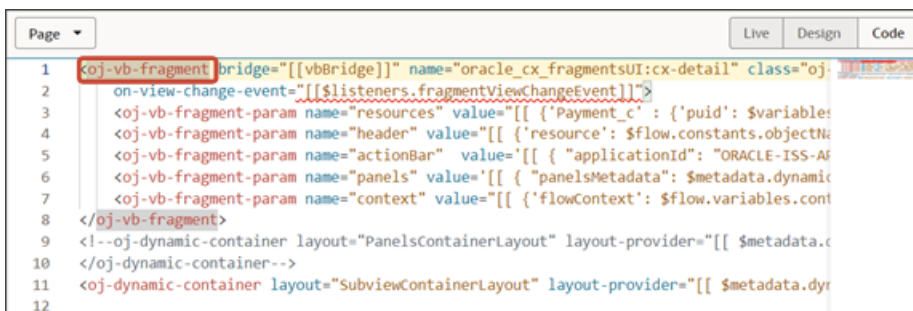 Page
Live Design Code
1 <oj-vb-fragment bridge="[[vbBridge]]" name="oracle_cx_fragmentsUI:cx-detail" class="oj-
2 on-view-change-event="[[$listeners.fragmentViewChangeEvent]]">
3 <oj-vb-fragment-param name="resources" value="[[ {'Payment_c' : {'puid': $variables
4 <oj-vb-fragment-param name="header" value="[[ {'resource': $flow.constants.objectNa
5 <oj-vb-fragment-param name="actionBar" value='[[ { "applicationId": "ORACLE-ISS-AP
6 <oj-vb-fragment-param name="panels" value='[[ { "panelsMetadata": $metadata.dynamic
7 <oj-vb-fragment-param name="context" value="[[ {'flowContext': $flow.variables.cont
8 </oj-vb-fragment>
9 <!--oj-dynamic-container layout="PanelsContainerLayout" layout-provider="[[ $metadata.d
10 </oj-dynamic-container-->
11 <oj-dynamic-container layout="SubviewContainerLayout" layout-provider="[[ $metadata.dyn
12